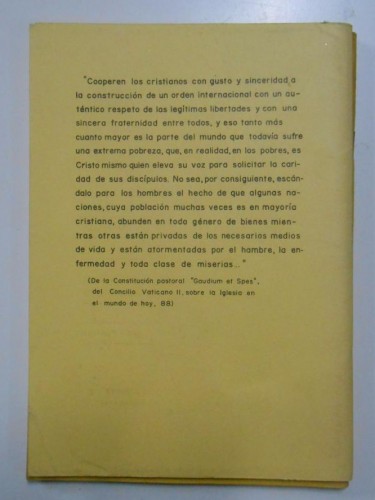 "Cooperen los cristianos con gusto y sinceridad a
la construcción de un orden internacional con un au-
téntico respeto de las legítimas libertades y con una
sincera fraternidad entre todos, y eso tanto más
cuanto mayor es la parte del mundo que todavía sufre
una extrema pobreza, que, en realidad, en los pobres, es
Cristo mismo quien eleva su voz para solicitar la cari-
dad de sus discípulos. No sea, por consiguiente, escán-
dalo para los hombres el hecho de que algunas na-
ciones, cuya población muchas veces es en mayoría
cristiana, abunden en todo género de bienes mien-
tras otras están privadas de los necesarios medios
de vida y están atormentadas por el hambre, la en-
fermedad y toda clase de miserias..."
(De la Constitución pastoral "Gaudium et Spes",
del Concilio Vaticano II, sobre la Iglesia en
el mundo de hoy, 88)